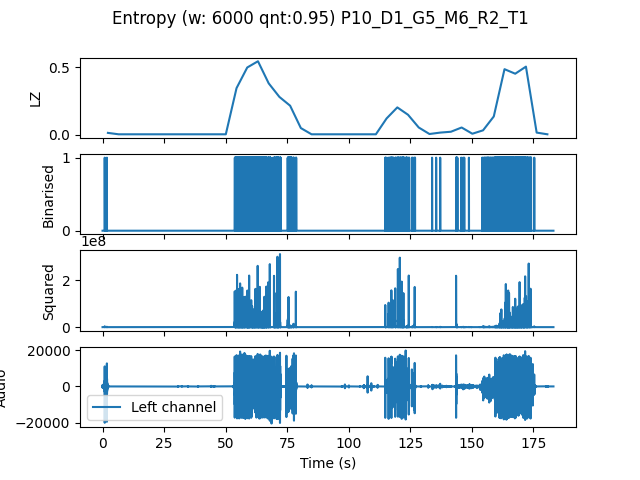 Entropy (w: 6000 qnt:0.95) P10_D1_G5_M6_R2_T1
0.5
0.0
LZ
1
0
Binarised
1e8
2
0
Squared
20000
0
−20000
Audio
Left channel
0 25 50 75 100 125 150 175
Time (s)